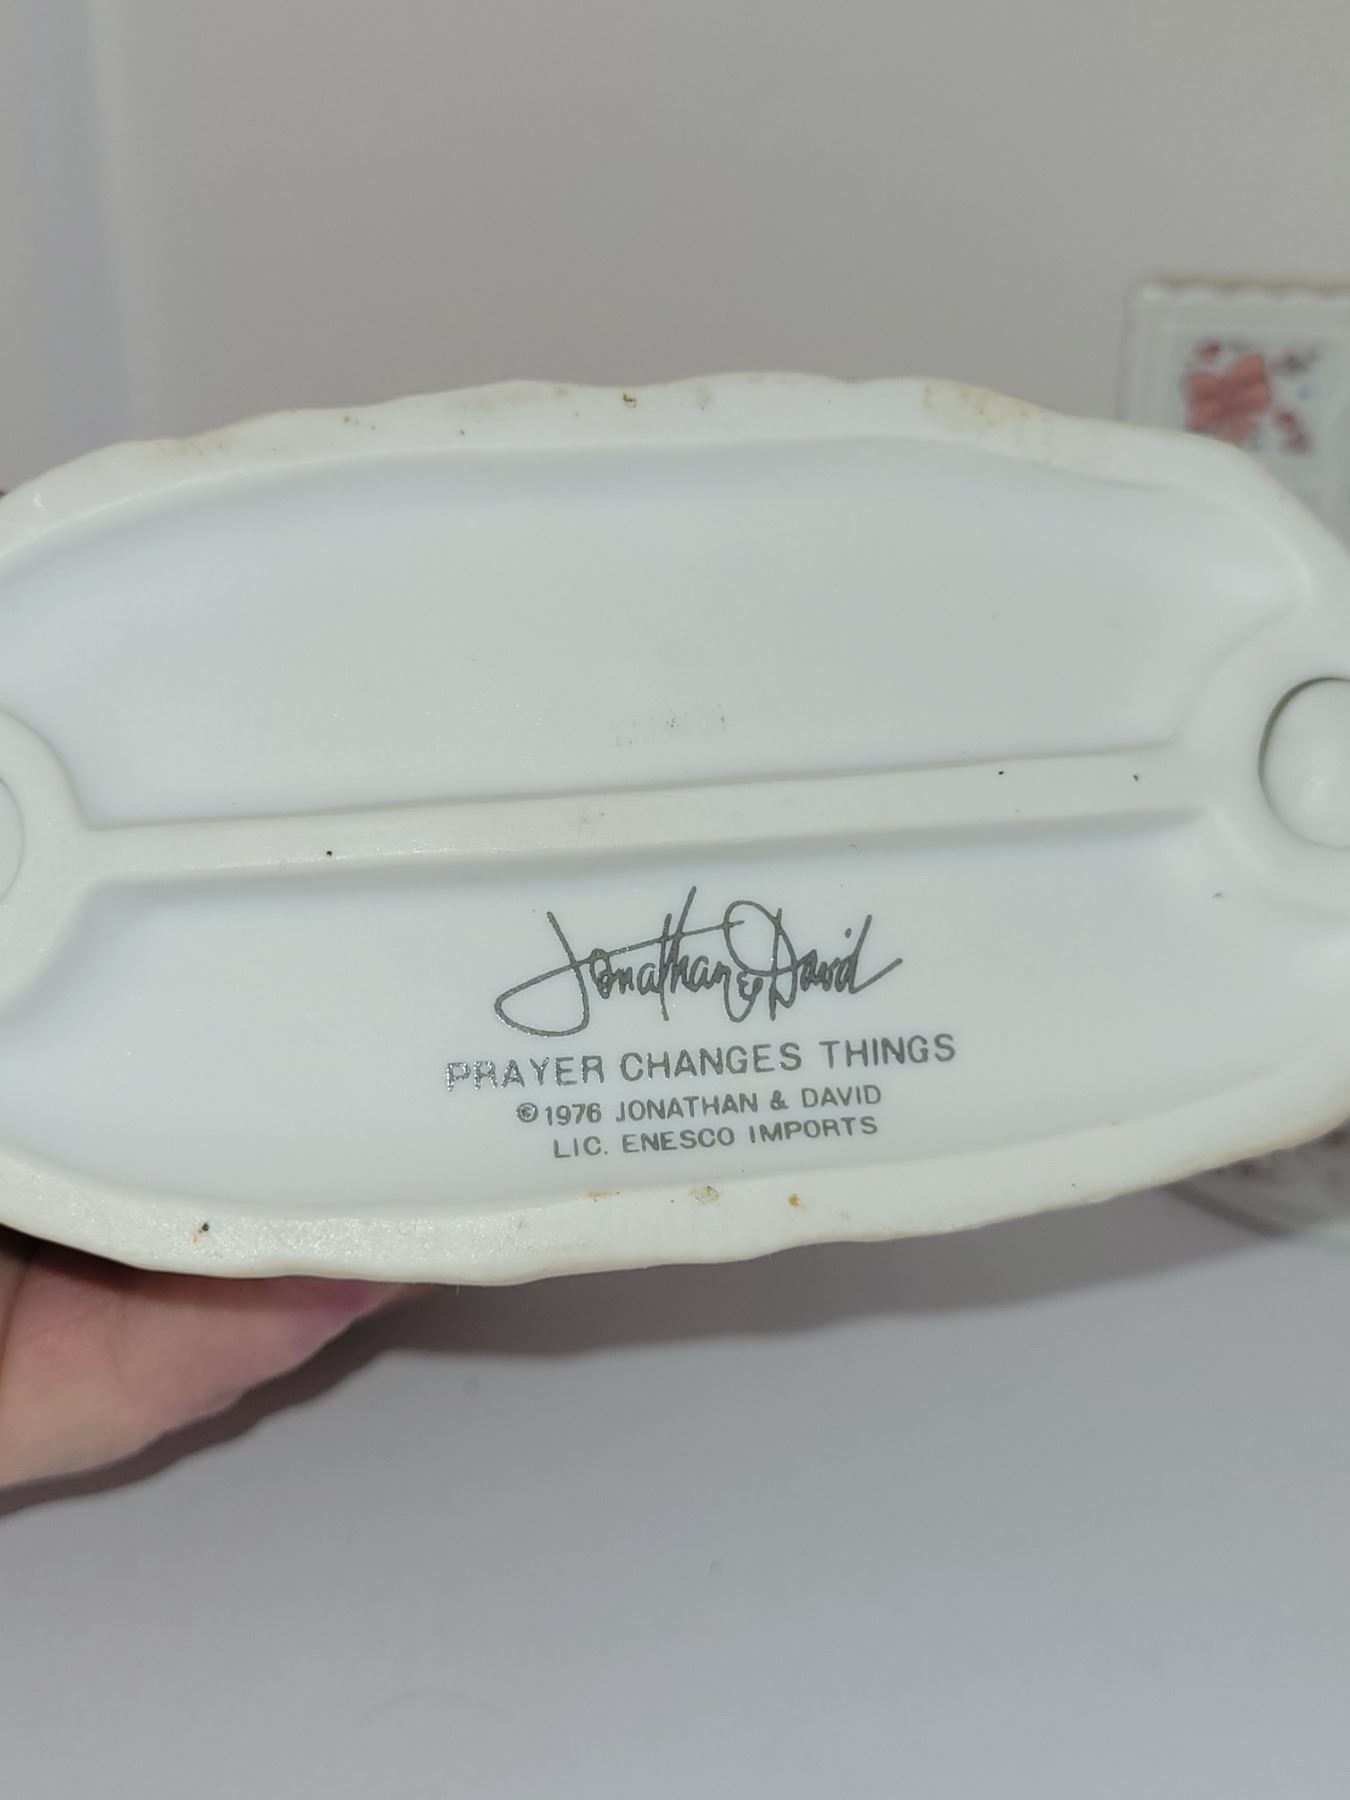 Jonathan & David
PRAYER CHANGES THINGS
©1976 JONATHAN & DAVID
LIC. ENESCO IMPORTS